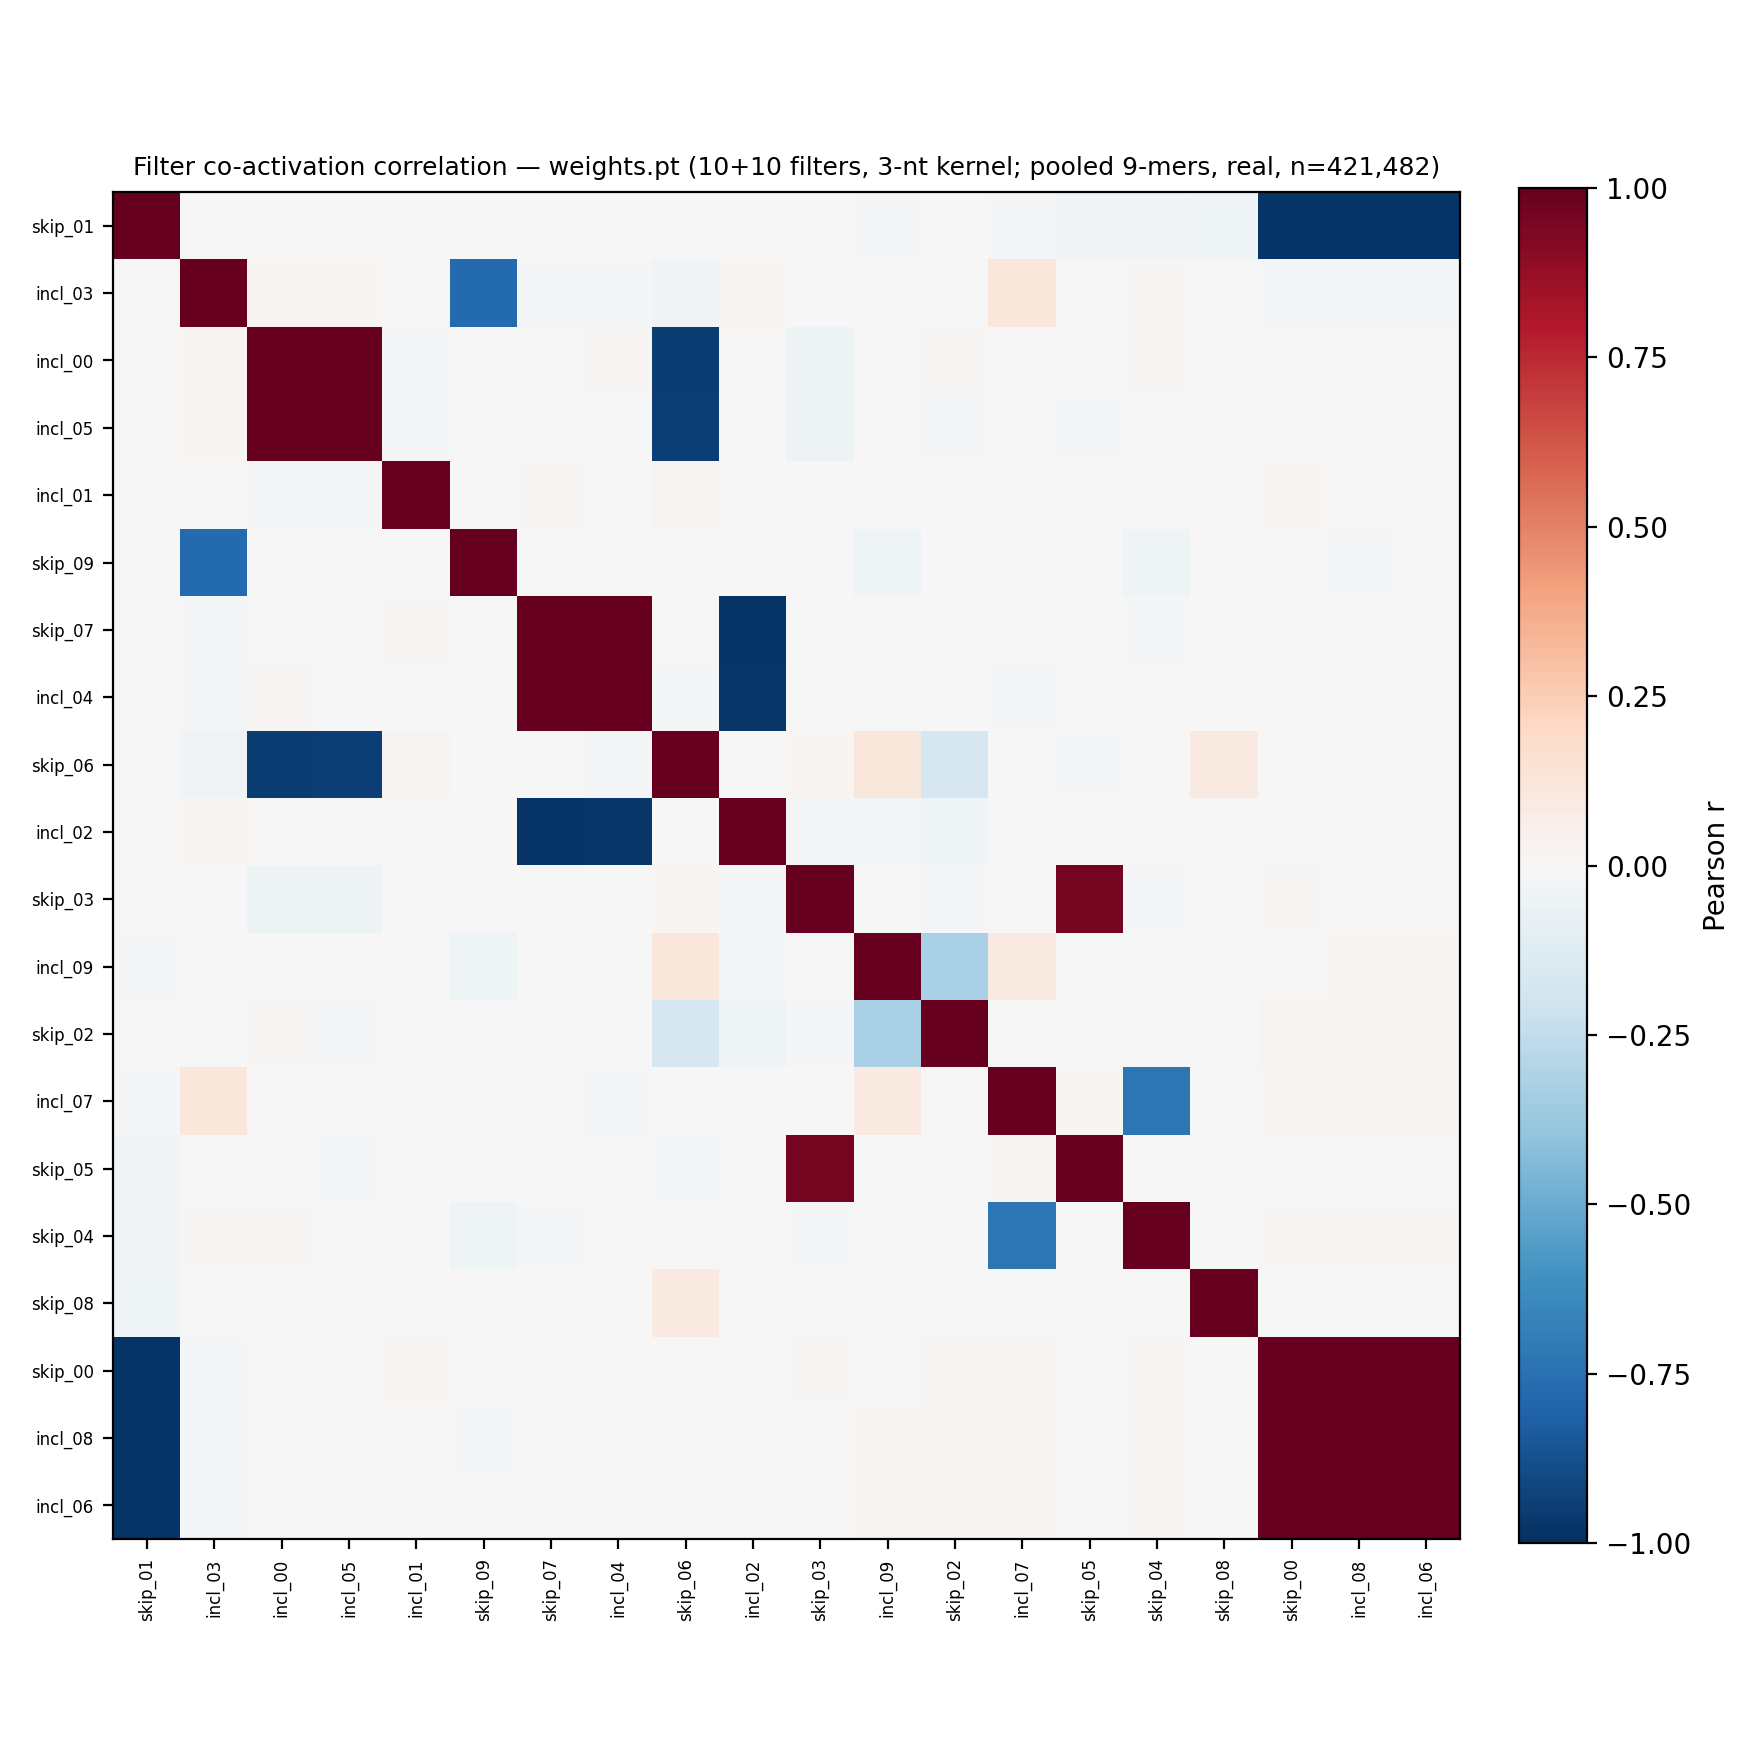 Filter co-activation correlation — weights.pt (10+10 filters, 3-nt kernel; pooled 9-mers, real, n=421,482)
skip_01
incl_03
incl_00
incl_05
incl_01
skip_09
skip_07
incl_04
skip_06
incl_02
skip_03
incl_09
skip_02
incl_07
skip_05
skip_04
skip_08
skip_00
incl_08
incl_06
skip_01
incl_03
incl_00
incl_05
incl_01
skip_09
skip_07
incl_04
skip_06
incl_02
skip_03
incl_09
skip_02
incl_07
skip_05
skip_04
skip_08
skip_00
incl_08
incl_06
1.00
0.75
0.50
0.25
0.00
−0.25
−0.50
−0.75
−1.00
Pearson r